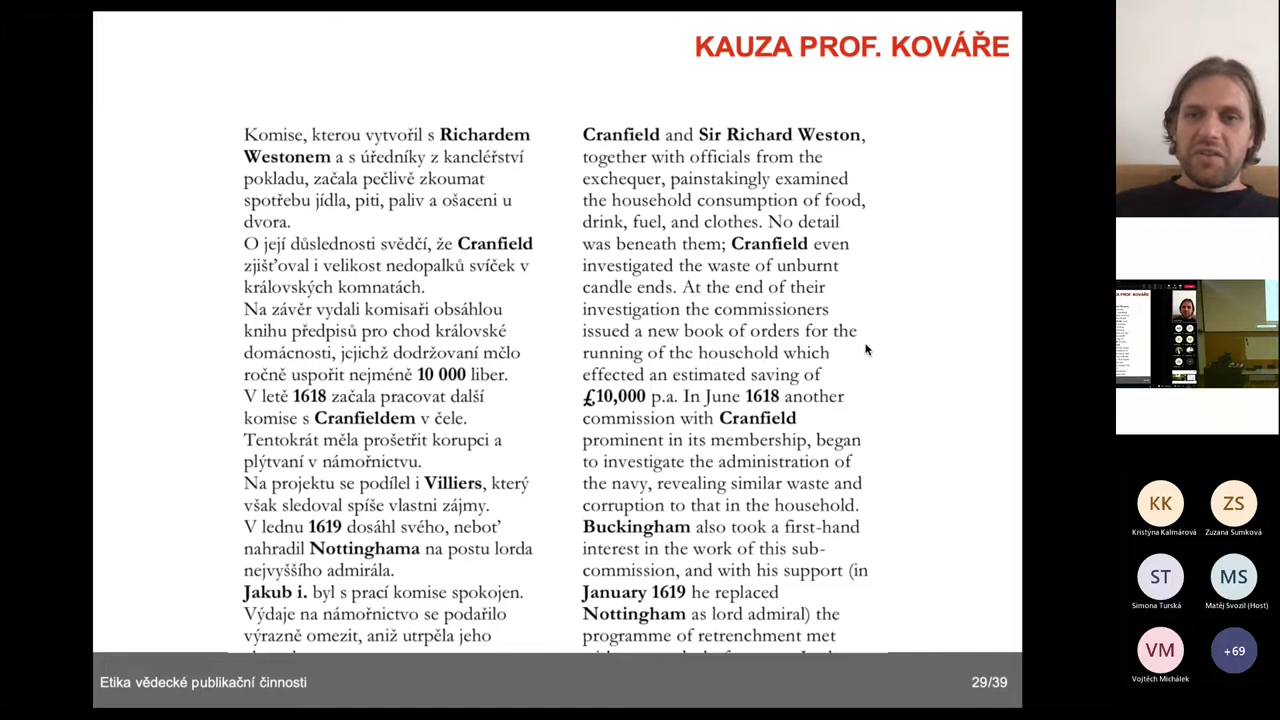 KAUZA PROF. KOVÁŘE
Komise, kterou vytvořil s Richardem
Westonem a s úředníky z kancléřství
pokladu, začala pečlivě zkoumat
spotřebu jídla, piti, paliv a ošaceni u
dvora.
O její důslednosti svědčí, že Cranfield
zjišťoval i velikost nedopalků svíček v
královských komnatách.
Na závěr vydali komisaři obsáhlou
knihu předpisů pro chod královské
domácnosti, jejichž dodržovaní mělo
ročně uspořit nejméně 10 000 liber.
V letě 1618 začala pracovat další
komise s Cranfieldem v čele.
Tentokrát měla prošetřit korupci a
plýtvaní v námořnictvu.
Na projektu se podílel i Villiers, který
však sledoval spíše vlastni zájmy.
V lednu 1619 dosáhl svého, neboť
nahradil Nottinghama na postu lorda
nejvyššího admirála.
Jakub i. byl s prací komise spokojen.
Výdaje na námořnictvo se podařilo
výrazně omezit, aniž utrpěla jeho
Cranfield and Sir Richard Weston,
together with officials from the
exchequer, painstakingly examined
the household consumption of food,
drink, fuel, and clothes. No detail
was beneath them; Cranfield even
investigated the waste of unburnt
candle ends. At the end of their
investigation the commissioners
issued a new book of orders for the
running of the household which
effected an estimated saving of
£10,000 p.a. In June 1618 another
commission with Cranfield
prominent in its membership, began
to investigate the administration of
the navy, revealing similar waste and
corruption to that in the household.
Buckingham also took a first-hand
interest in the work of this sub-
commission, and with his support (in
January 1619 he replaced
Nottingham as lord admiral) the
programme of retrenchment met
Etika vědecké publikační činnosti
29/39
KK
Kristýna Kalmárová
ZS
Zuzana Sumková
ST
Simona Turská
MS
Matěj Svozil (Host)
VM
Vojtěch Michálek
+69